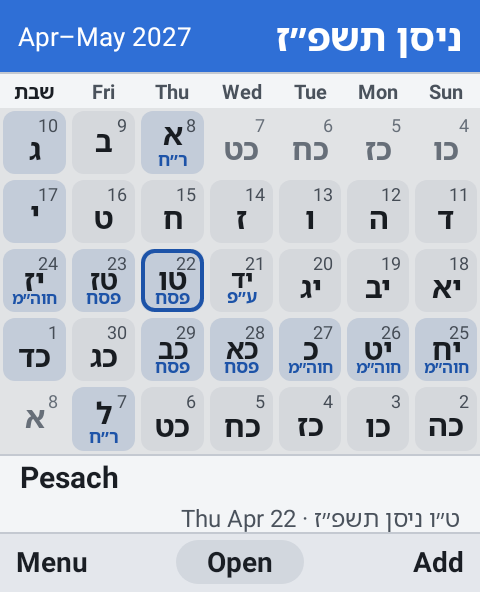 ניסן תשפ״ז Apr–May 2027
Sun Mon Tue Wed Thu Fri שבת
4 5 6 7 8 9 10
כו כז כח כט א ב ג
ר״ח
11 12 13 14 15 16 17
ד ה ו ז ח ט י
18 19 20 21 22 23 24
יא יב יג יד טו טז יז
ע״פ פסח פסח חוה״מ
25 26 27 28 29 30 1
יח יט כ כא כב כג כד
חוה״מ חוה״מ חוה״מ פסח פסח
2 3 4 5 6 7 8
כה כו כז כח כט ל א
ר״ח
Pesach
ט״ו ניסן תשפ״ז · Thu Apr 22
Menu Open Add